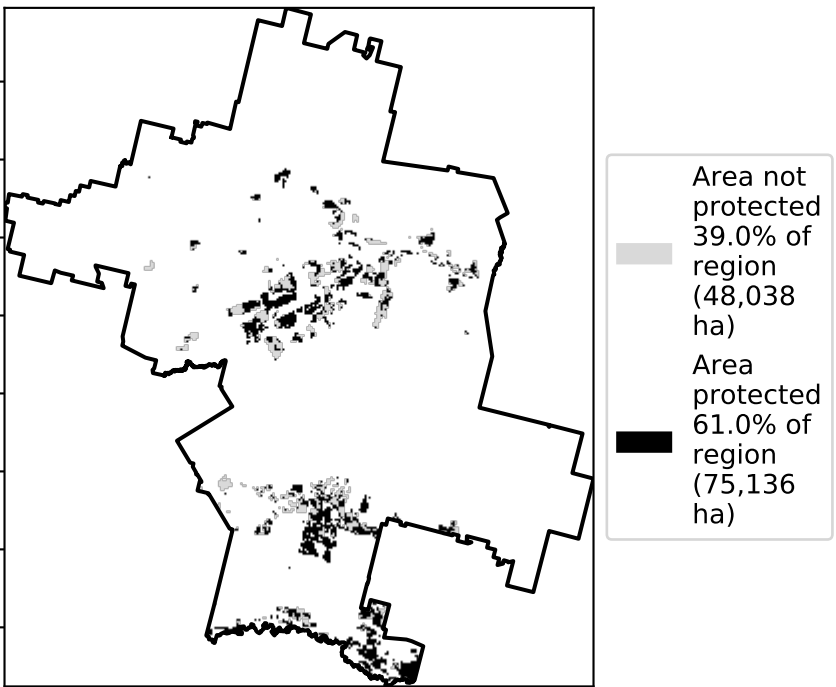 Area not
protected
39.0% of
region
(48,038
ha)
Area
protected
61.0% of
region
(75,136
ha)